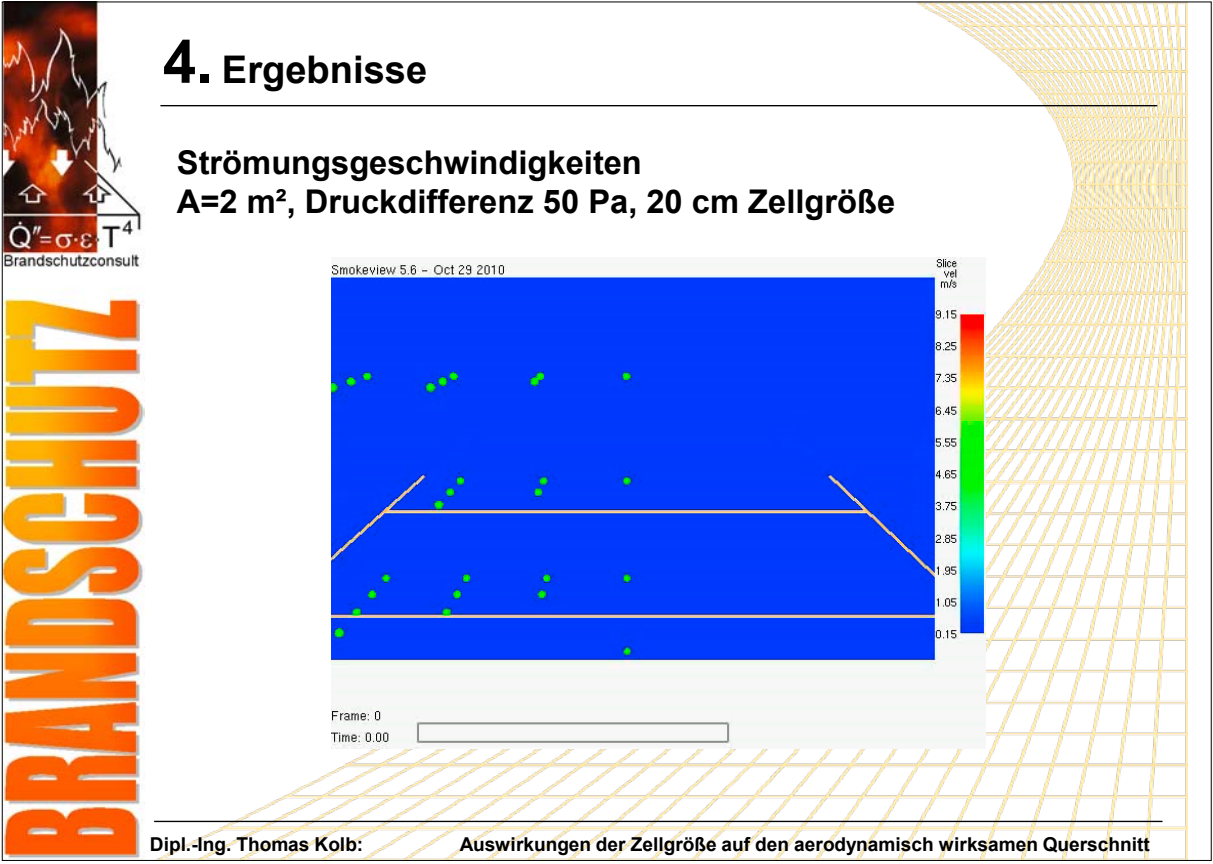 4. Ergebnisse
Strömungsgeschwindigkeiten
A=2 m², Druckdifferenz 50 Pa, 20 cm Zellgröße
Q̇"=σ·ε·T⁴
Brandschutzconsult
BRANDSCHUTZ
Smokeview 5.6 – Oct 29 2010
Slice
vel
m/s
9.15
8.25
7.35
6.45
5.55
4.65
3.75
2.85
1.95
1.05
0.15
Frame: 0
Time: 0.00
Dipl.-Ing. Thomas Kolb: Auswirkungen der Zellgröße auf den aerodynamisch wirksamen Querschnitt